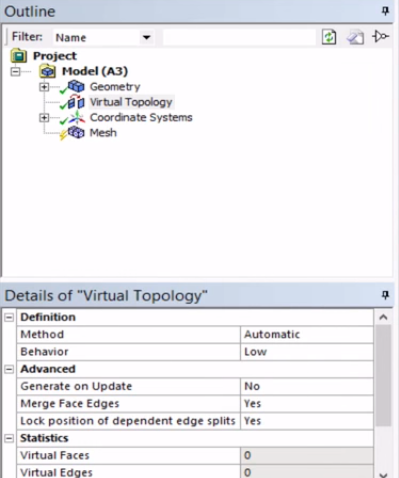 Outline
Filter: Name
Project
Model (A3)
Geometry
Virtual Topology
Coordinate Systems
Mesh
Details of "Virtual Topology"
Definition
Method Automatic
Behavior Low
Advanced
Generate on Update No
Merge Face Edges Yes
Lock position of dependent edge splits Yes
Statistics
Virtual Faces 0
Virtual Edges 0